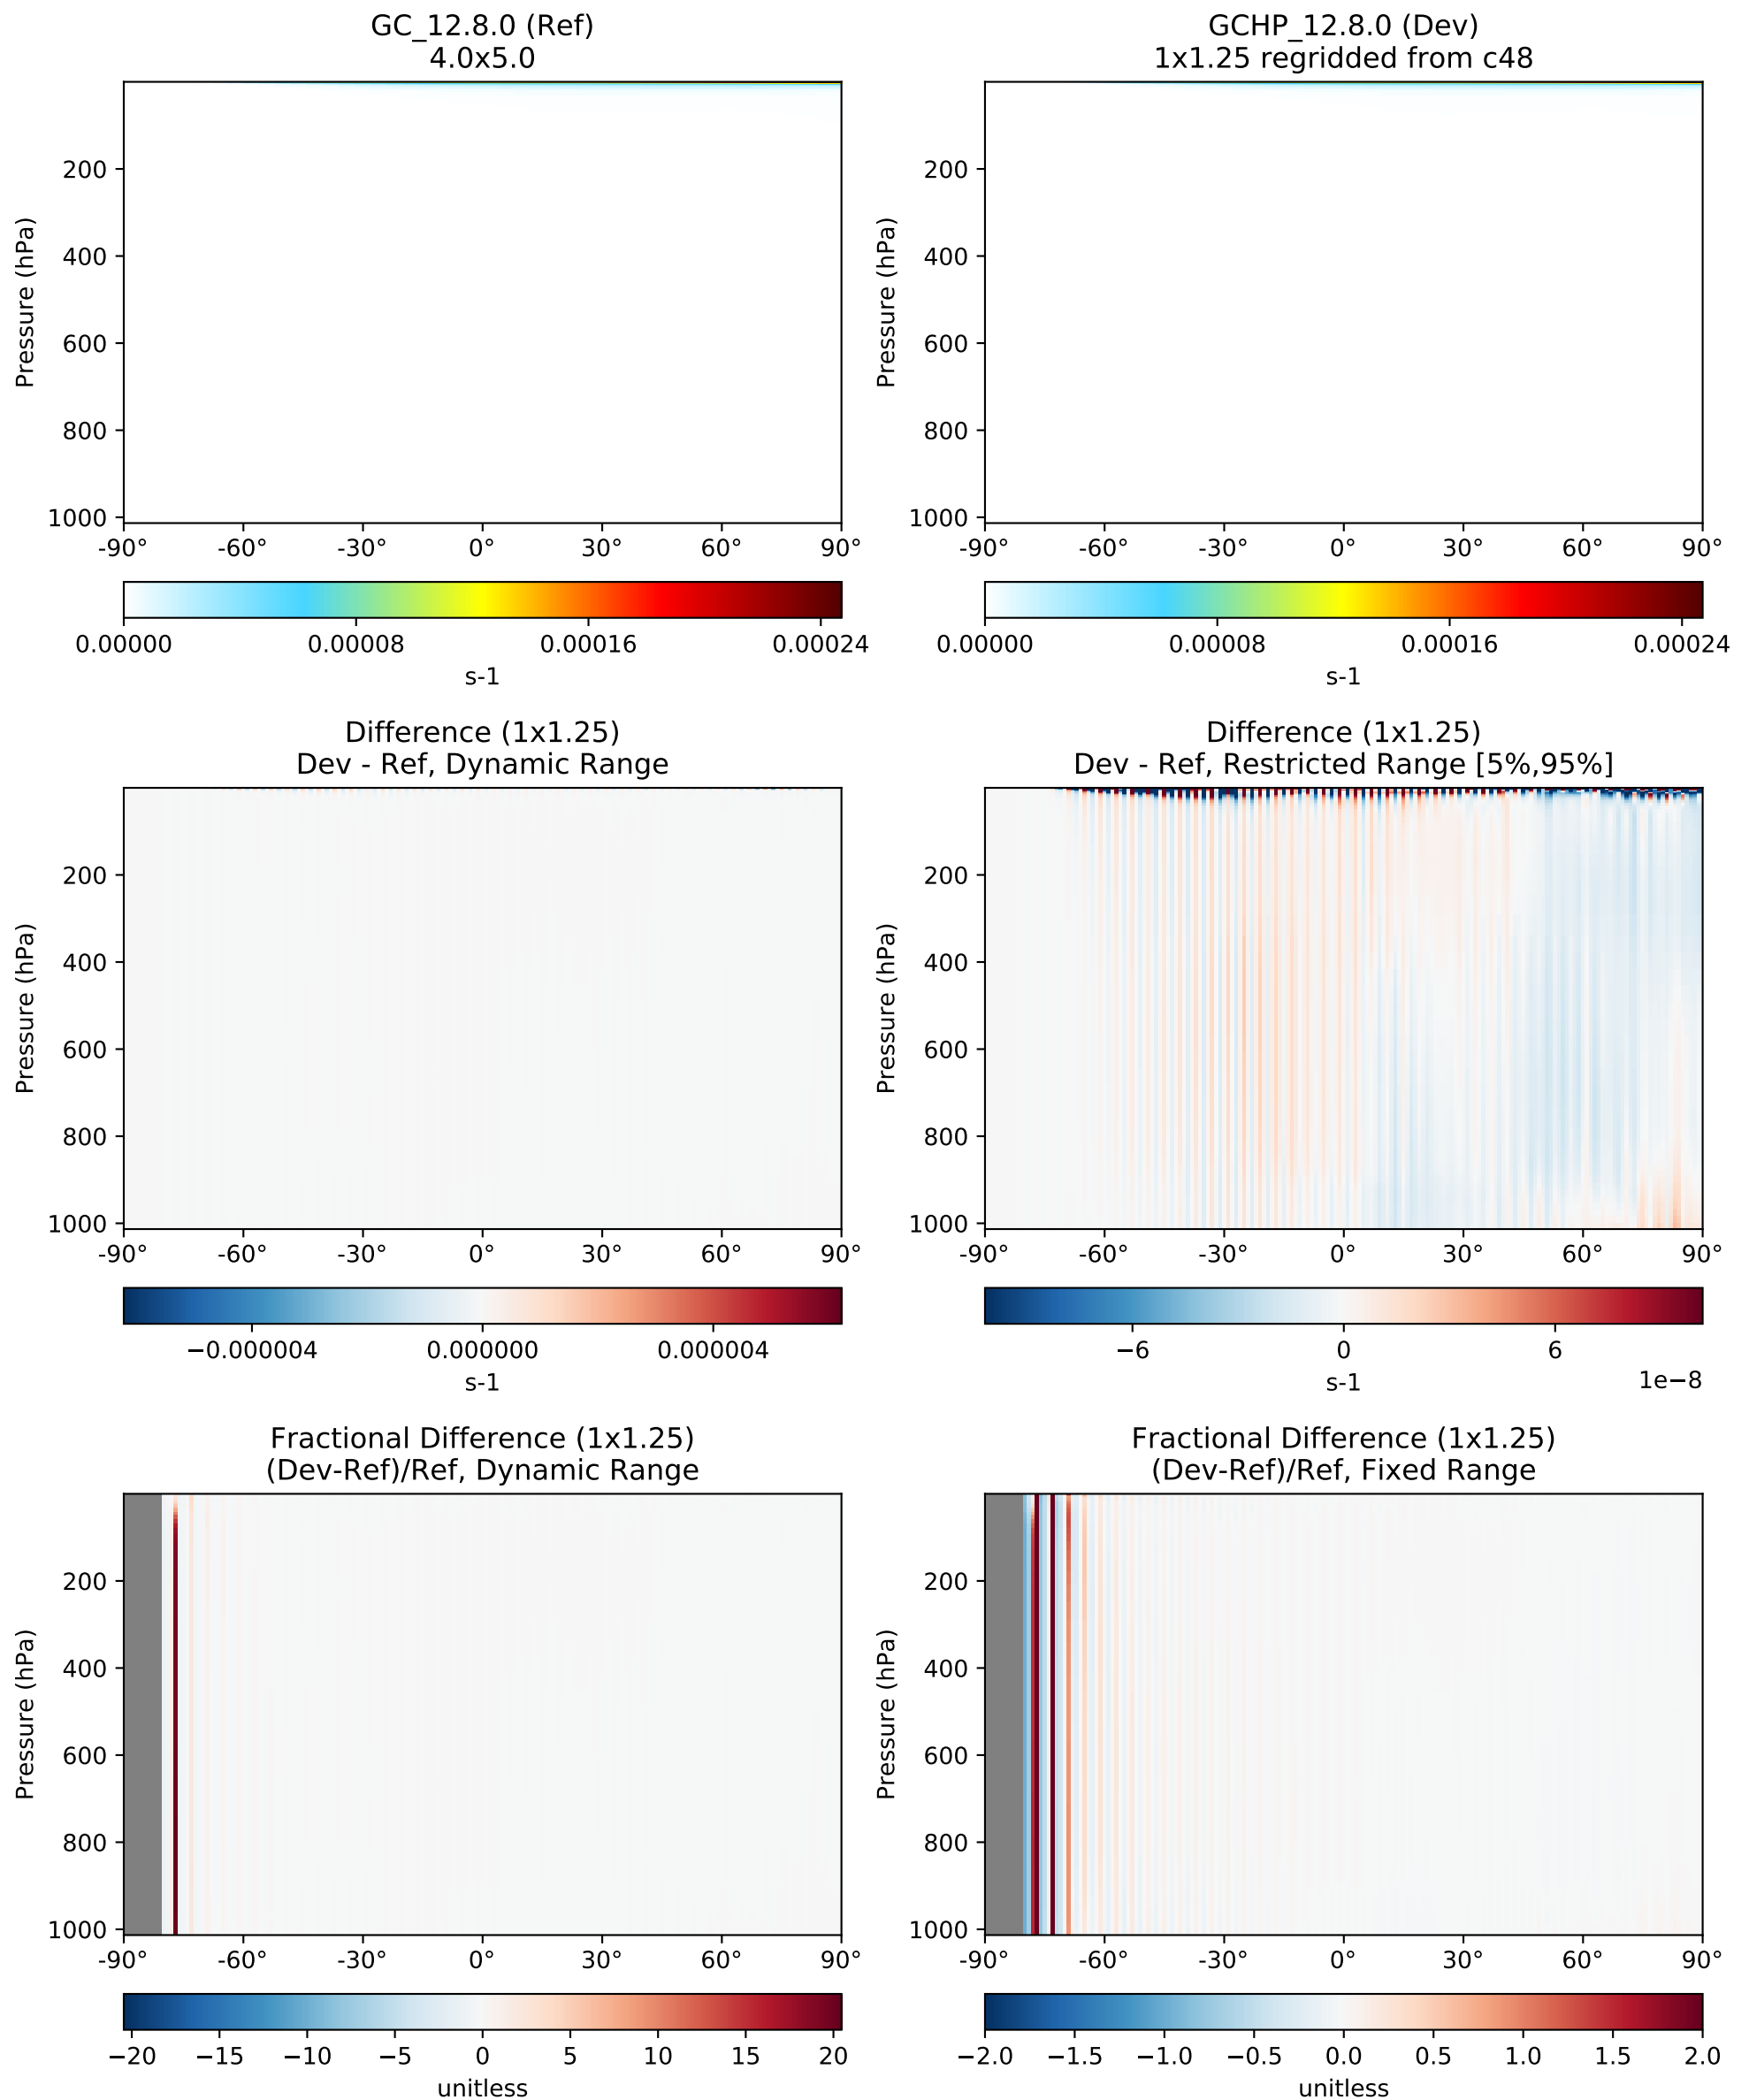 GC_12.8.0 (Ref)
4.0x5.0
Pressure (hPa)
200
400
600
800
1000
-90° -60° -30° 0° 30° 60° 90°
0.00000 0.00008 0.00016 0.00024
s-1
GCHP_12.8.0 (Dev)
1x1.25 regridded from c48
Pressure (hPa)
200
400
600
800
1000
-90° -60° -30° 0° 30° 60° 90°
0.00000 0.00008 0.00016 0.00024
s-1
Difference (1x1.25)
Dev - Ref, Dynamic Range
Pressure (hPa)
200
400
600
800
1000
-90° -60° -30° 0° 30° 60° 90°
−0.000004 0.000000 0.000004
s-1
Difference (1x1.25)
Dev - Ref, Restricted Range [5%,95%]
Pressure (hPa)
200
400
600
800
1000
-90° -60° -30° 0° 30° 60° 90°
−6 0 6
s-1 1e−8
Fractional Difference (1x1.25)
(Dev-Ref)/Ref, Dynamic Range
Pressure (hPa)
200
400
600
800
1000
-90° -60° -30° 0° 30° 60° 90°
−20 −15 −10 −5 0 5 10 15 20
unitless
Fractional Difference (1x1.25)
(Dev-Ref)/Ref, Fixed Range
Pressure (hPa)
200
400
600
800
1000
-90° -60° -30° 0° 30° 60° 90°
−2.0 −1.5 −1.0 −0.5 0.0 0.5 1.0 1.5 2.0
unitless